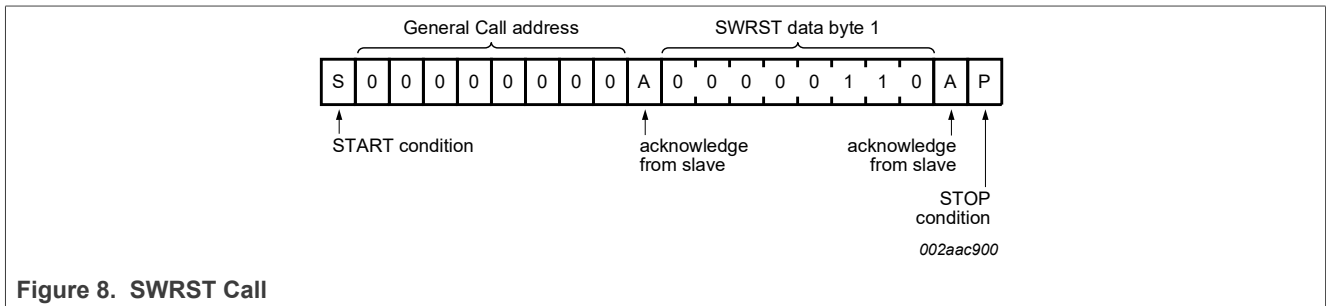 General Call address SWRST data byte 1
S 0 0 0 0 0 0 0 0 A 0 0 0 0 0 1 1 0 A P
START condition acknowledge acknowledge
from slave from slave
STOP
condition
002aac900
Figure 8. SWRST Call